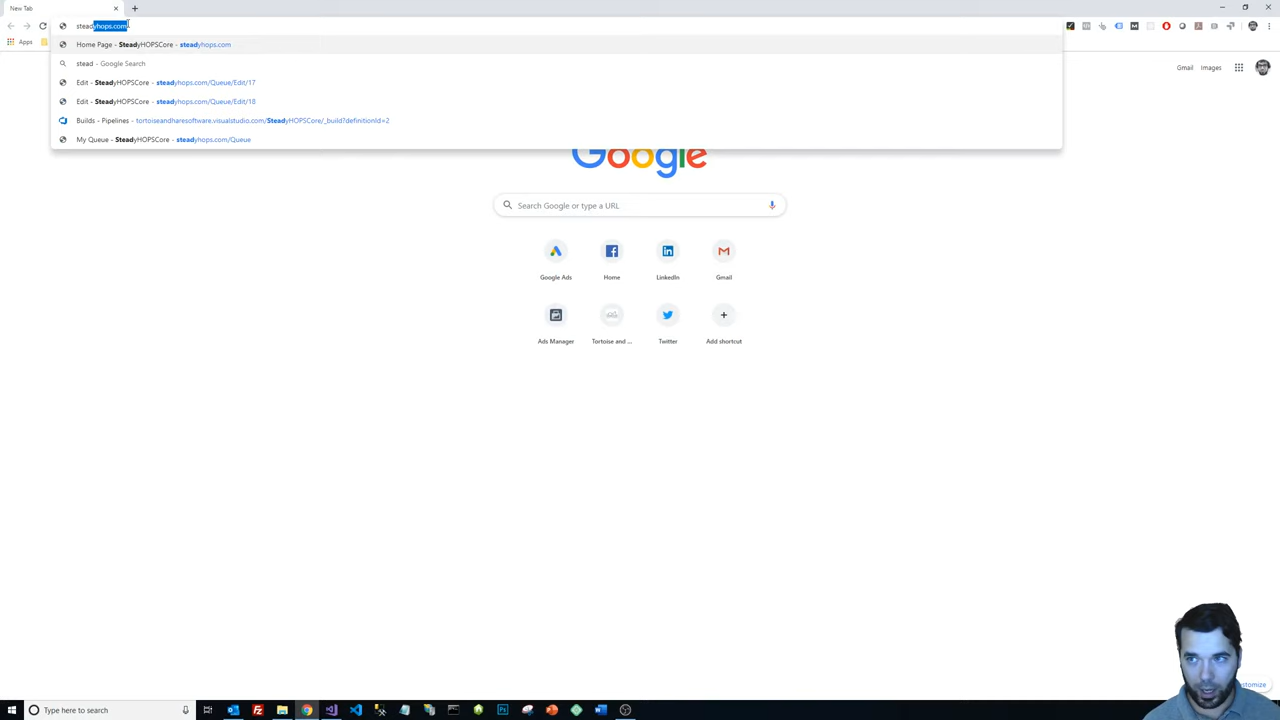 New Tab
steadyhops.com
Home Page - SteadyHOPSCore - steadyhops.com
stead - Google Search
Edit - SteadyHOPSCore - steadyhops.com/Queue/Edit/17
Edit - SteadyHOPSCore - steadyhops.com/Queue/Edit/18
Builds - Pipelines - tortoiseandharesoftware.visualstudio.com/SteadyHOPSCore/_build?definitionId=2
My Queue - SteadyHOPSCore - steadyhops.com/Queue
Apps
Gmail Images
Google
Search Google or type a URL
Google Ads
Home
LinkedIn
Gmail
Ads Manager
Tortoise and ...
Twitter
Add shortcut
Type here to search